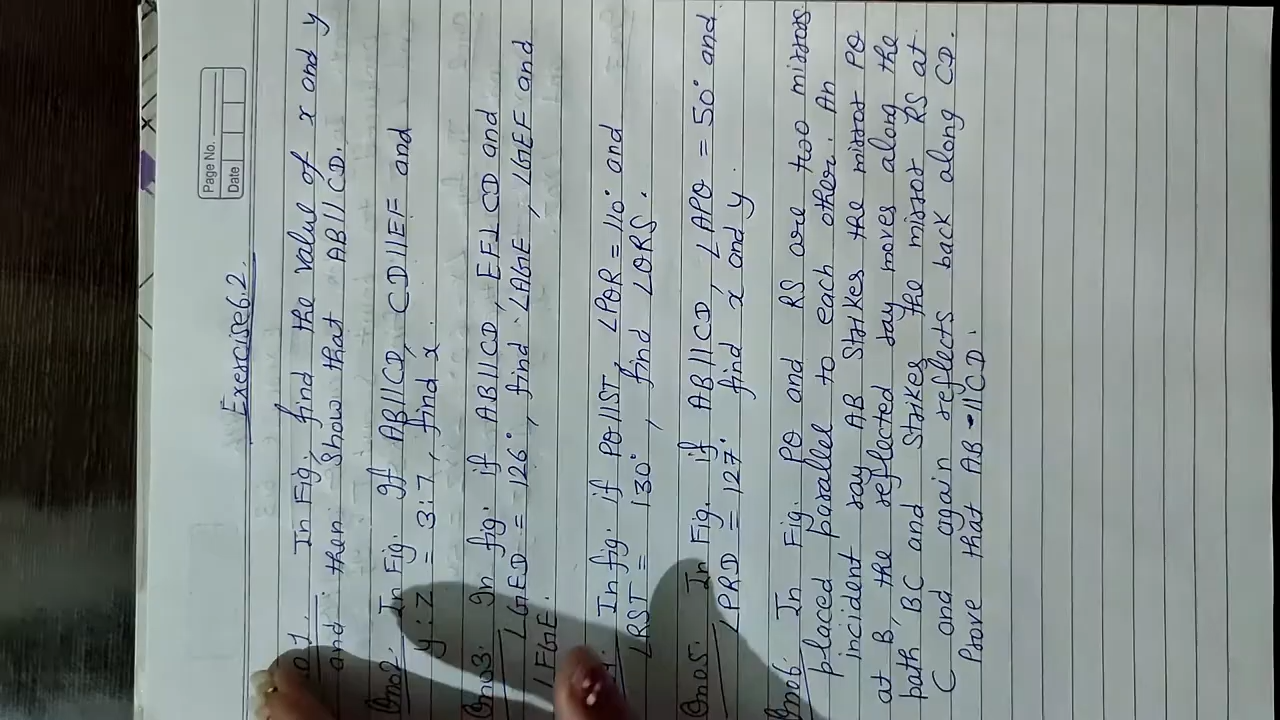 Page No.
Date
Exercise 6.2.
In Fig, find the value of x and y
and then show that AB||CD.
Qno2. In Fig. If AB||CD, CD||EF and
y:z = 3:7, find x.
Qno3. In fig. if AB||CD, EF⊥CD and
∠GED = 126°, find ∠AGE, ∠GEF and
∠FGE.
In fig. if PQ||ST, ∠PQR = 110° and
∠RST = 130°, find ∠QRS.
Qno5. In Fig. if AB||CD, ∠APQ = 50° and
∠PRD = 127°. find x and y.
Qno6. In Fig. PQ and RS are two mirrors
placed parallel to each other. An
incident ray AB Strikes the mirror PQ
at B, the reflected ray moves along the
path BC and Strikes the mirror RS at
C and again reflects back along CD.
Prove that AB || CD.